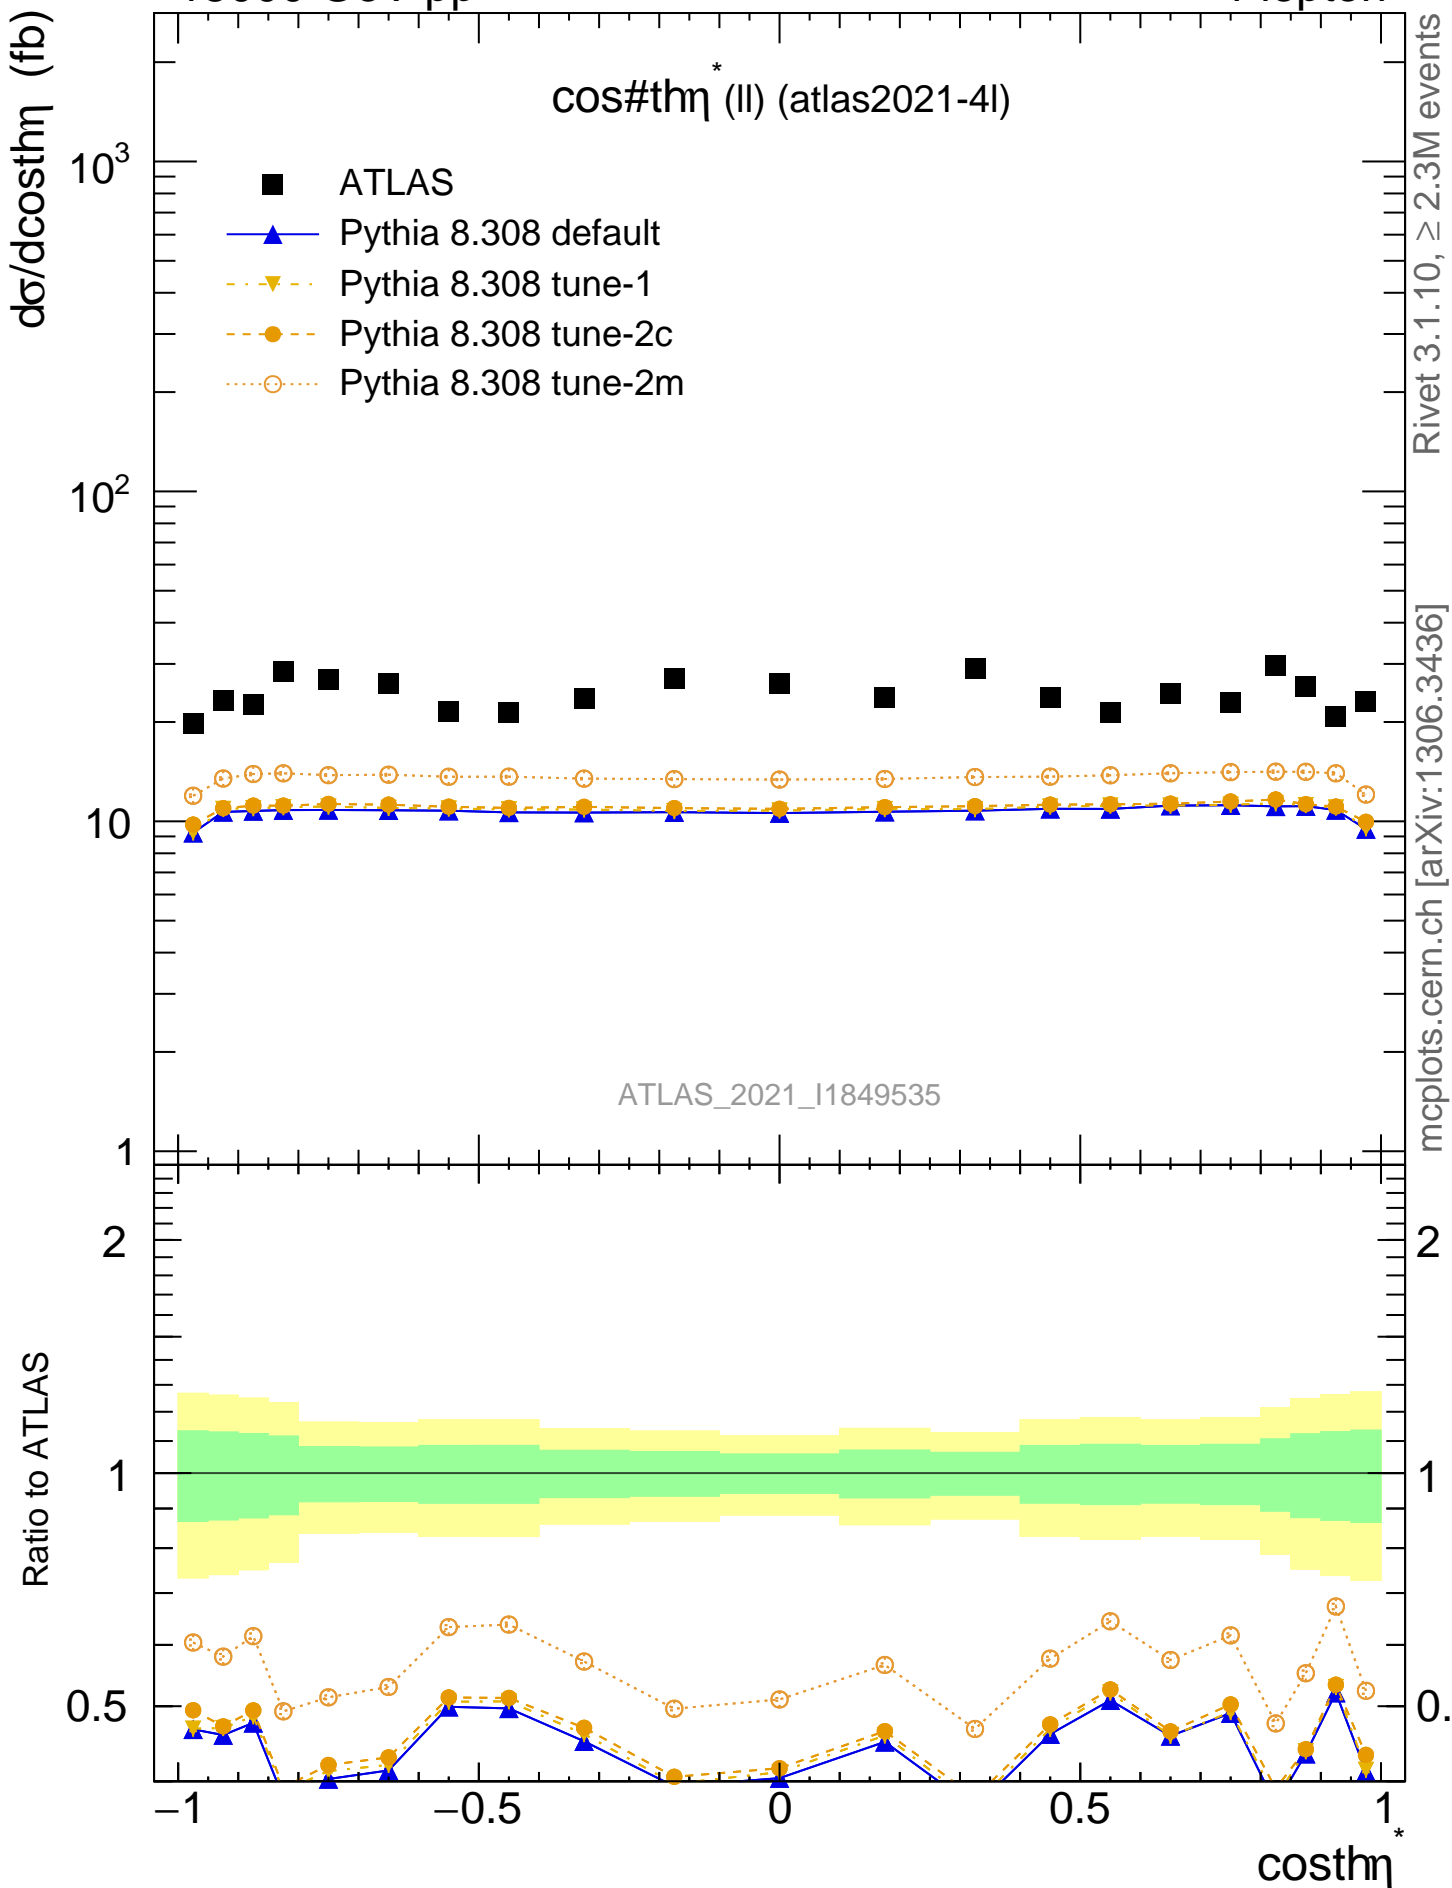 dσ/dcosthη (fb)
cos#thη* (ll) (atlas2021-4l)
ATLAS
Pythia 8.308 default
Pythia 8.308 tune-1
Pythia 8.308 tune-2c
Pythia 8.308 tune-2m
10³
10²
10
1
ATLAS_2021_I1849535
Rivet 3.1.10, ≥ 2.3M events
mcplots.cern.ch [arXiv:1306.3436]
Ratio to ATLAS
2
1
0.5
2
1
0.
−1
−0.5
0
0.5
1
costhη*